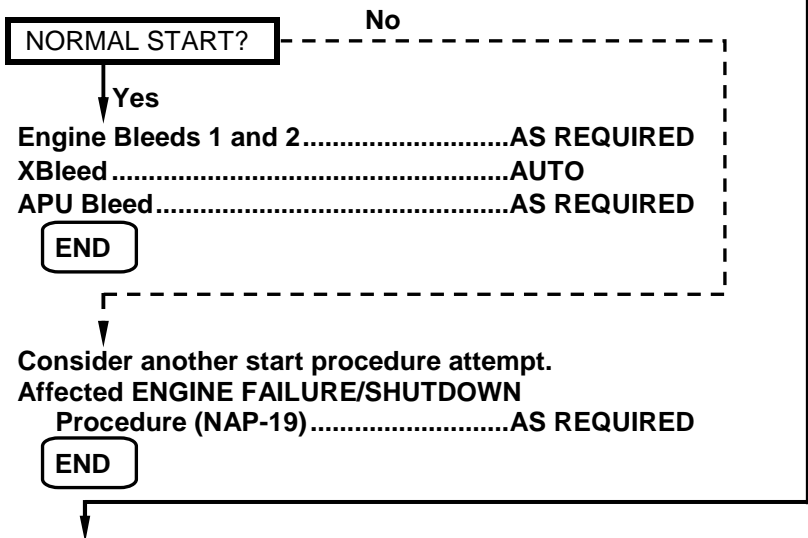 No
NORMAL START?
Yes
Engine Bleeds 1 and 2............................AS REQUIRED
XBleed.....................................................AUTO
APU Bleed...............................................AS REQUIRED
END
Consider another start procedure attempt.
Affected ENGINE FAILURE/SHUTDOWN
Procedure (NAP-19)...........................AS REQUIRED
END